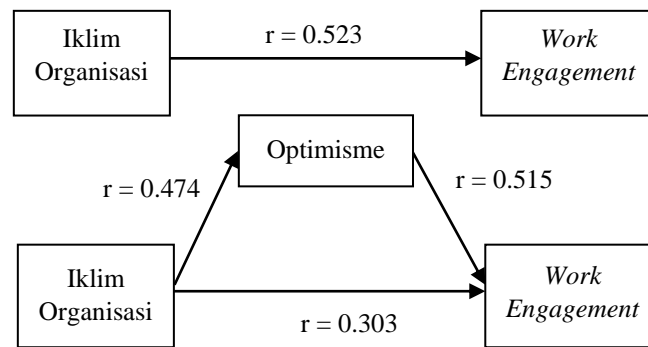 Iklim
Organisasi
r = 0.523
Work
Engagement
Optimisme
r = 0.474
r = 0.515
Iklim
Organisasi
r = 0.303
Work
Engagement